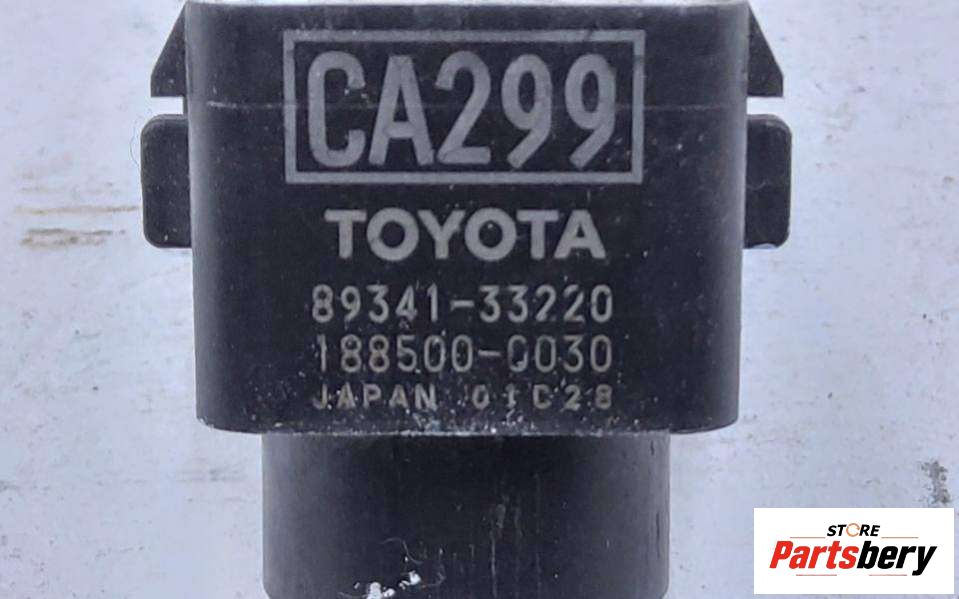 CA299
TOYOTA
89341-33220
188500-0030
JAPAN 01C28
STORE
Partsbery